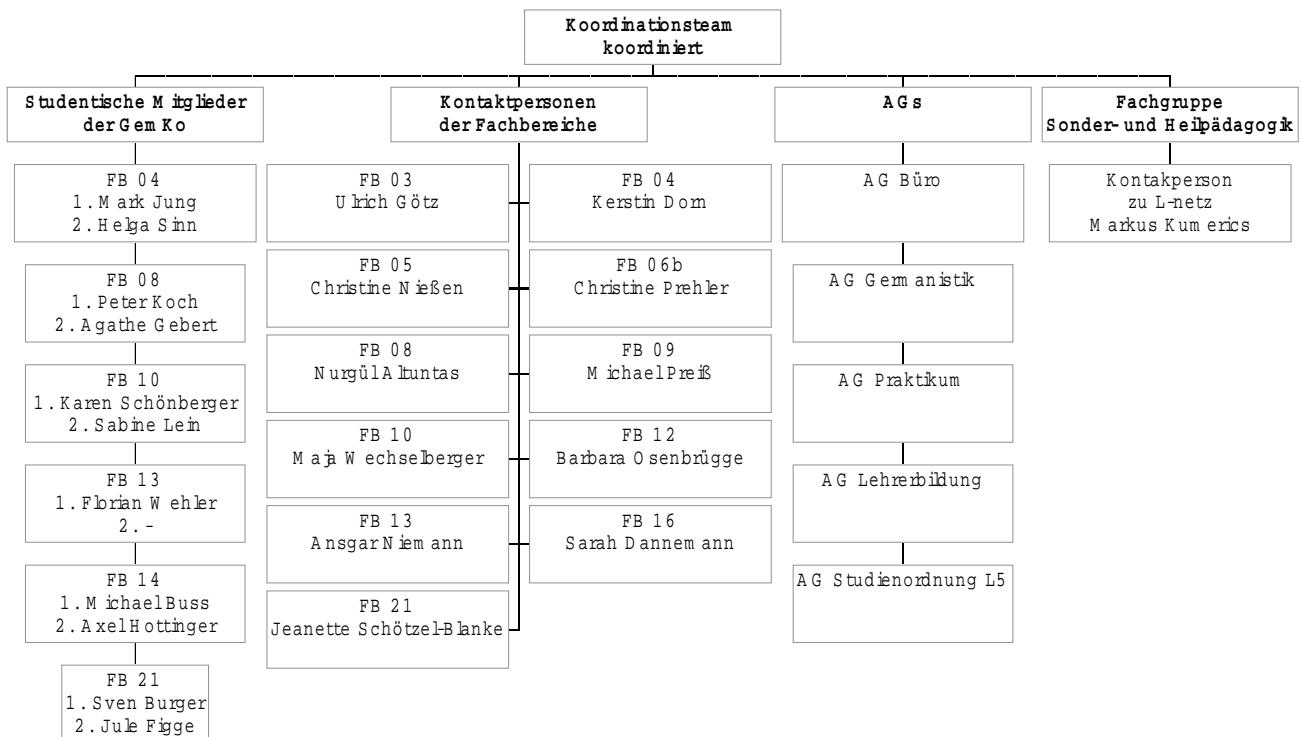 Koordinationsteam
koordiniert
Studentische Mitglieder
der GemKo
FB 04
1. Mark Jung
2. Helga Sinn
FB 08
1. Peter Koch
2. Agathe Gebert
FB 10
1. Karen Schönberger
2. Sabine Lein
FB 13
1. Florian Wehler
2. -
FB 14
1. Michael Buss
2. Axel Hottinger
FB 21
1. Sven Burger
2. Jule Figge
Kontaktpersonen
der Fachbereiche
FB 03
Ulrich Götz
FB 04
Kerstin Dorn
FB 05
Christine Nießen
FB 06b
Christine Prehler
FB 08
Nurgül Altuntas
FB 09
Michael Preiß
FB 10
Maja Wechselberger
FB 12
Barbara Osenbrügge
FB 13
Ansgar Niemann
FB 16
Sarah Dannemann
FB 21
Jeanette Schötzel-Blanke
AGs
AG Büro
AG Germanistik
AG Praktikum
AG Lehrerbildung
AG Studienordnung L5
Fachgruppe
Sonder- und Heilpädagogik
Kontakperson
zu L-netz
Markus Kumerics